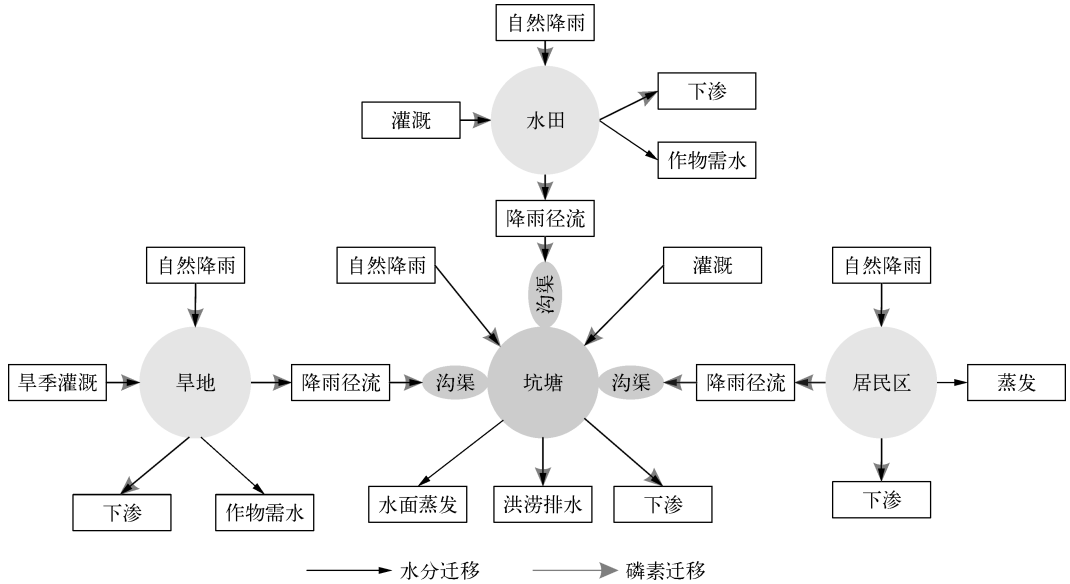 自然降雨
灌溉
水田
下渗
作物需水
降雨径流
沟渠
自然降雨
自然降雨
灌溉
自然降雨
旱季灌溉
旱地
降雨径流
沟渠
坑塘
沟渠
降雨径流
居民区
蒸发
下渗
作物需水
水面蒸发
洪涝排水
下渗
下渗
水分迁移
磷素迁移